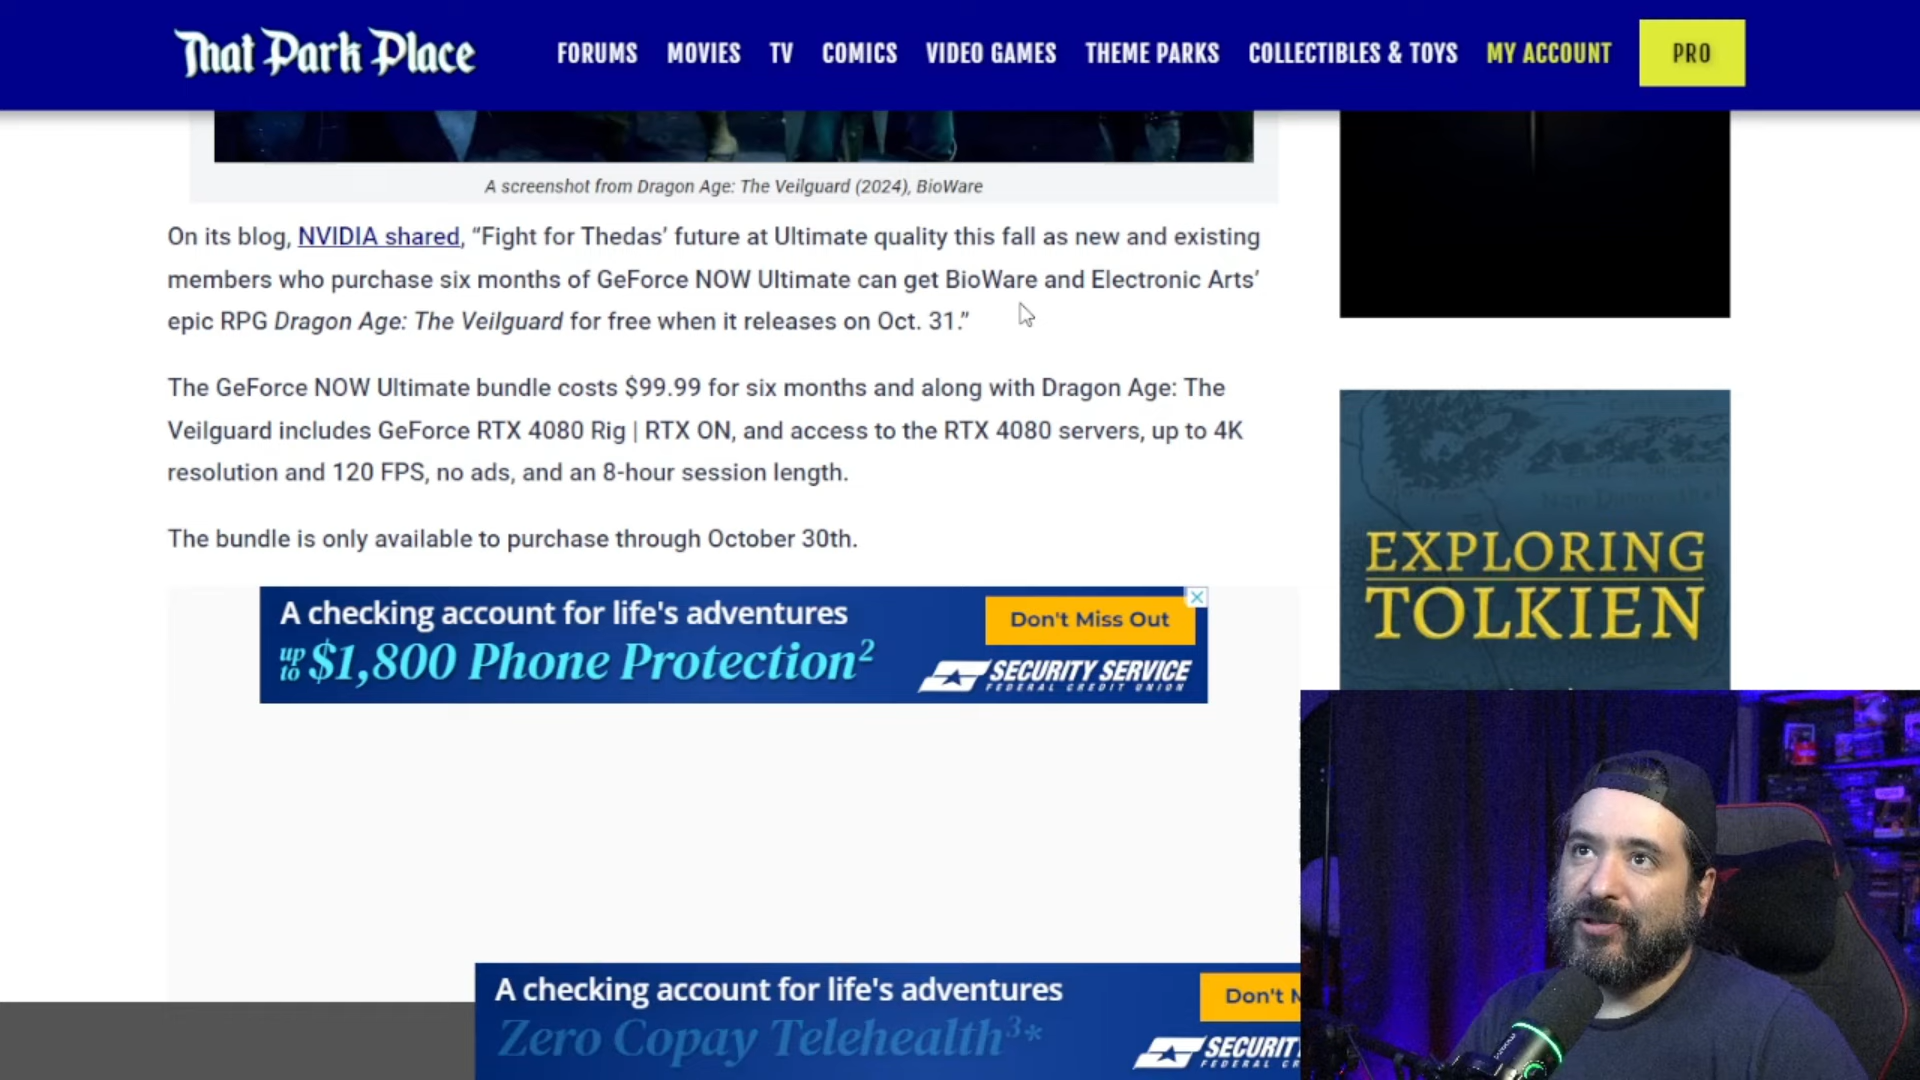 That Park Place
FORUMS MOVIES TV COMICS VIDEO GAMES THEME PARKS COLLECTIBLES & TOYS MY ACCOUNT PRO
A screenshot from Dragon Age: The Veilguard (2024), BioWare
On its blog, NVIDIA shared, “Fight for Thedas’ future at Ultimate quality this fall as new and existing
members who purchase six months of GeForce NOW Ultimate can get BioWare and Electronic Arts’
epic RPG Dragon Age: The Veilguard for free when it releases on Oct. 31.”
The GeForce NOW Ultimate bundle costs $99.99 for six months and along with Dragon Age: The
Veilguard includes GeForce RTX 4080 Rig | RTX ON, and access to the RTX 4080 servers, up to 4K
resolution and 120 FPS, no ads, and an 8-hour session length.
The bundle is only available to purchase through October 30th.
A checking account for life's adventures
up to $1,800 Phone Protection2
Don't Miss Out
SECURITY SERVICE
FEDERAL CREDIT UNION
EXPLORING
TOLKIEN
A checking account for life's adventures
Zero Copay Telehealth3*
Don't
SECURIT
FEDERAL